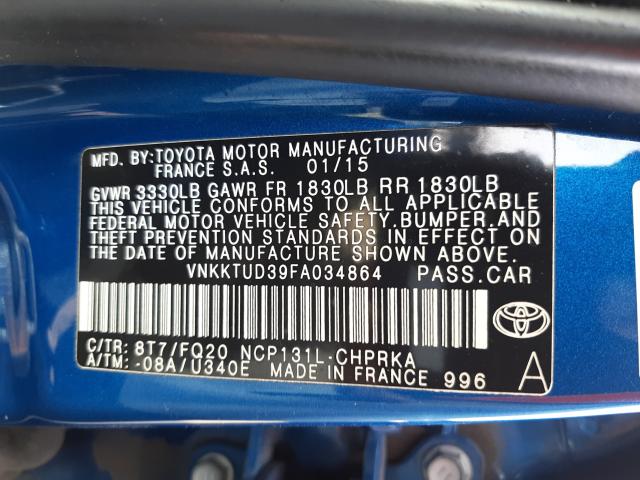 MFD. BY:TOYOTA MOTOR MANUFACTURING
FRANCE S.A.S. 01/15
GVWR 3330LB GAWR FR 1830LB RR 1830LB
THIS VEHICLE CONFORMS TO ALL APPLICABLE
FEDERAL MOTOR VEHICLE SAFETY,BUMPER,AND
THEFT PREVENTION STANDARDS IN EFFECT ON
THE DATE OF MANUFACTURE SHOWN ABOVE.
VNKKTUD39FA034864 PASS.CAR
C/TR: 8T7/FQ20 NCP131L-CHPRKA
A/TM: -08A/U340E MADE IN FRANCE 996
A